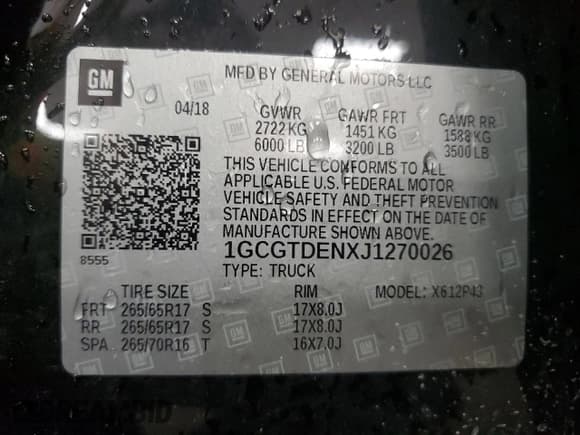 GM
MFD BY GENERAL MOTORS LLC
04/18 GVWR GAWR FRT GAWR RR
2722 KG 1451 KG 1588 KG
6000 LB 3200 LB 3500 LB
THIS VEHICLE CONFORMS TO ALL
APPLICABLE U.S. FEDERAL MOTOR
VEHICLE SAFETY AND THEFT PREVENTION
STANDARDS IN EFFECT ON THE DATE OF
MANUFACTURE SHOWN ABOVE.
8555 1GCGTDENXJ1270026
TYPE: TRUCK
TIRE SIZE RIM MODEL: X612P43
FRT 265/65R17 S 17X8.0J
RR 265/65R17 S 17X8.0J
SPA 265/70R16 T 16X7.0J